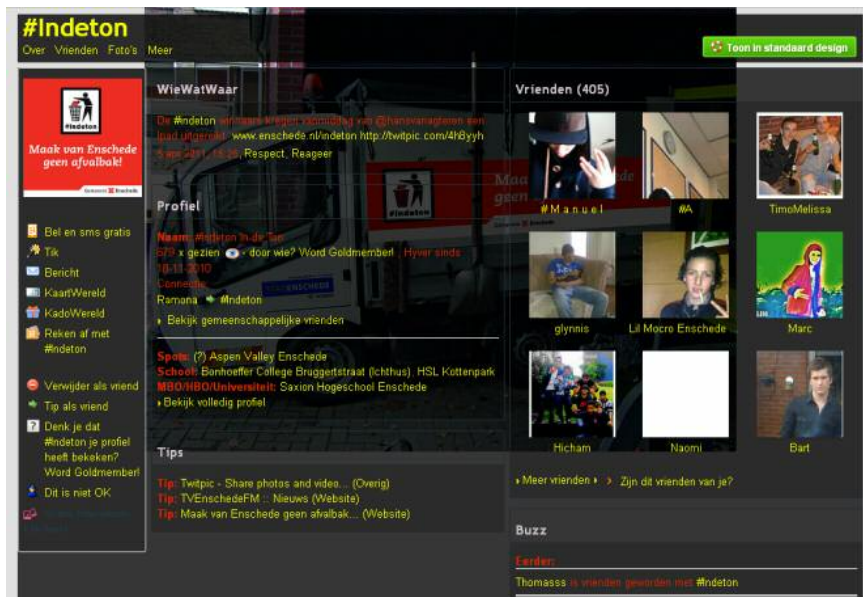 #Indeton
Over Vrienden Foto's Meer
Toon in standaard design
#indeton
Maak van Enschede
geen afvalbak!
Gemeente Enschede
Bel en sms gratis
Tik
Bericht
KaartWereld
KadoWereld
Reken af met
#Indeton
Verwijder als vriend
Tip als vriend
Denk je dat
#Indeton je profiel
heeft bekeken?
Word Goldmember!
Dit is niet OK
WieWatWaar
De #indeton winnaars kregen vanmiddag van @hansvanagteren een
Ipad uitgereikt. www.enschede.nl/indeton http://twitpic.com/4h8yyh
5 apr 2011, 15:25, Respect, Reageer
#indeton
Profiel
Naam: #Indeton In de Ton
679 x gezien - door wie? Word Goldmember! , Hyver sinds
18-11-2010
Connectie:
Ramona #Indeton
Bekijk gemeenschappelijke vrienden
Spots: (?) Aspen Valley Enschede
School: Bonhoeffer College Bruggertstraat (Ichthus), HSL Kottenpark
MBO/HBO/Universiteit: Saxion Hogeschool Enschede
Bekijk volledig profiel
Tips
Tip: Twitpic - Share photos and video... (Overig)
Tip: TVEnschedeFM :: Nieuws (Website)
Tip: Maak van Enschede geen afvalbak... (Website)
Vrienden (405)
# M a n u e l
#A
TimoMelissa
glynnis
Lil Mocro Enschede
Marc
Hicham
Naomi
Bart
Meer vrienden
Zijn dit vrienden van je?
Buzz
Eerder:
Thomasss is vrienden geworden met #Indeton